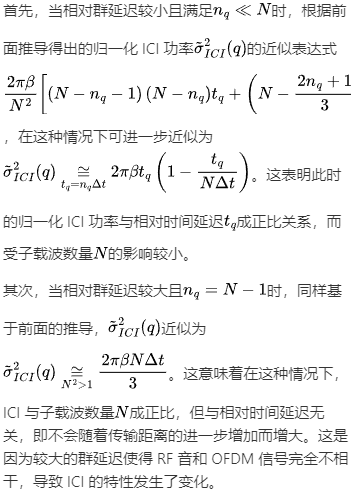 首先，当相对群延迟较小且满足$n_q \ll N$时，根据前
面推导得出的归一化 ICI 功率$\tilde{\sigma}^2_{ICI}(q)$的近似表达式
$\frac{2\pi\beta}{N^2}\left[(N-n_q-1)(N-n_q)t_q+\left(N-\frac{2n_q+1}{3}\right.\right.$
，在这种情况下可进一步近似为
$\tilde{\sigma}^2_{ICI}(q) \underset{t_q=n_q\Delta t}{\cong} 2\pi\beta t_q\left(1-\frac{t_q}{N\Delta t}\right)$。这表明此时
的归一化 ICI 功率与相对时间延迟$t_q$成正比关系，而
受子载波数量$N$的影响较小。
其次，当相对群延迟较大且$n_q = N-1$时，同样基
于前面的推导，$\tilde{\sigma}^2_{ICI}(q)$近似为
$\tilde{\sigma}^2_{ICI}(q) \underset{N^2>1}{\cong} \frac{2\pi\beta N\Delta t}{3}$。这意味着在这种情况下，
ICI 与子载波数量$N$成正比，但与相对时间延迟无
关，即不会随着传输距离的进一步增加而增大。这是
因为较大的群延迟使得 RF 音和 OFDM 信号完全不相
干，导致 ICI 的特性发生了变化。